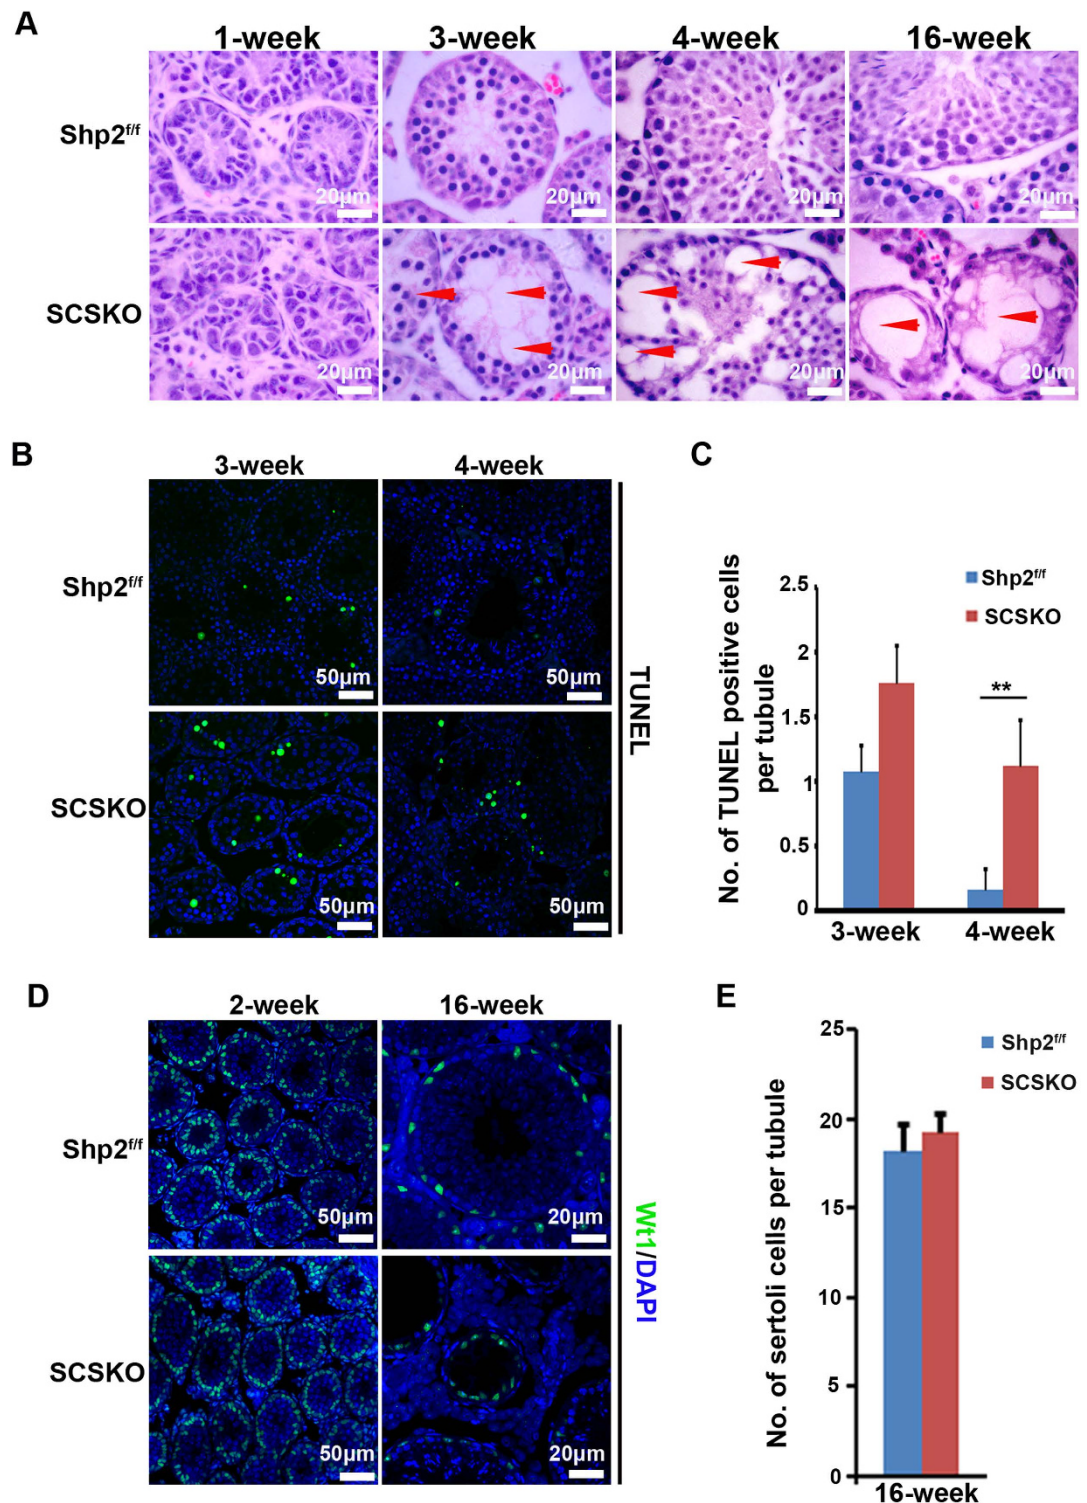 A
1-week 3-week 4-week 16-week
Shp2f/f
20μm 20μm 20μm 20μm
SCSKO
20μm 20μm 20μm 20μm
B
3-week 4-week
Shp2f/f
50μm 50μm
SCSKO
50μm 50μm
TUNEL
C
No. of TUNEL positive cells
per tubule
2.5
2
1.5
1
0.5
0
Shp2f/f
SCSKO
**
3-week 4-week
D
2-week 16-week
Shp2f/f
50μm 20μm
SCSKO
50μm 20μm
Wt1/DAPI
E
No. of sertoli cells per tubule
25
20
15
10
5
0
Shp2f/f
SCSKO
16-week